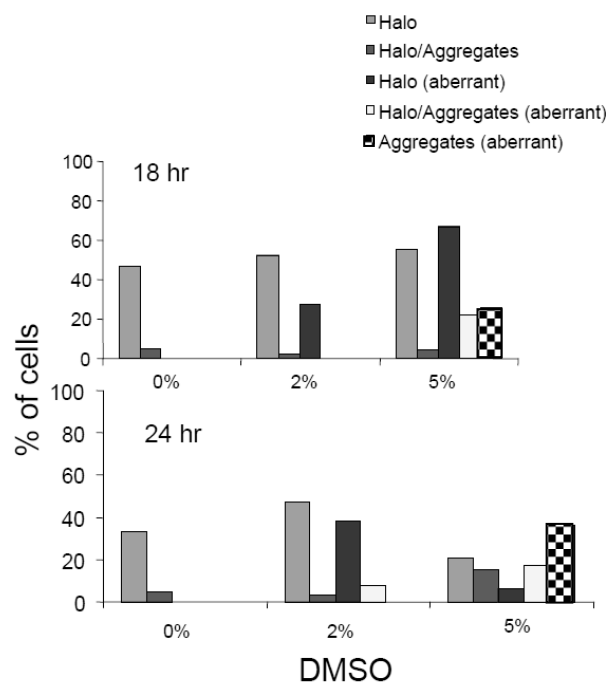 Halo
Halo/Aggregates
Halo (aberrant)
Halo/Aggregates (aberrant)
Aggregates (aberrant)
18 hr
100
80
60
40
20
0
0% 2% 5%
24 hr
100
80
60
40
20
0
0% 2% 5%
% of cells
DMSO